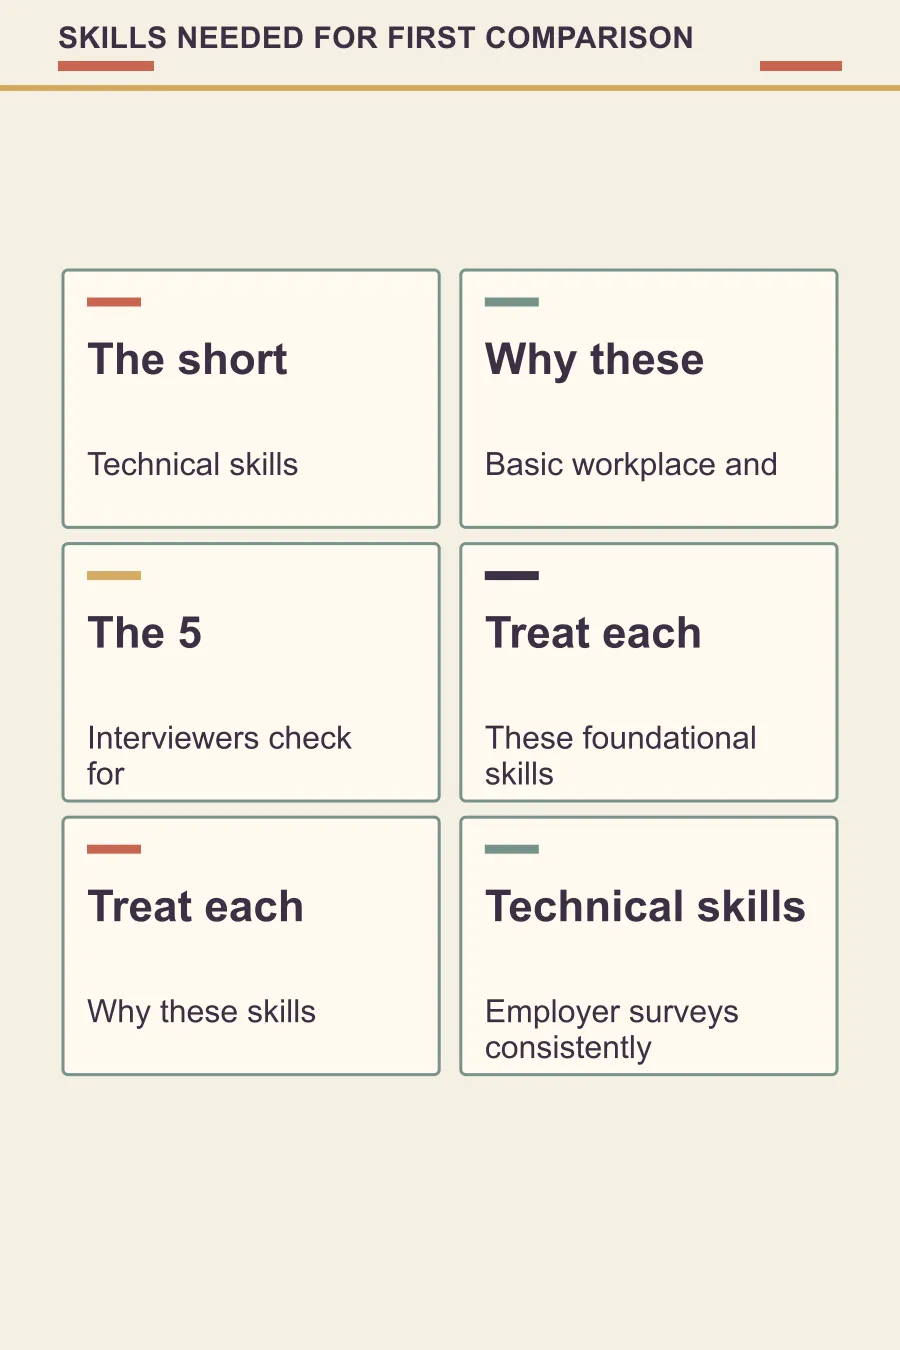 SKILLS NEEDED FOR FIRST COMPARISON
The short
Technical skills
Why these
Basic workplace and
The 5
Interviewers check
for
Treat each
These foundational
skills
Treat each
Why these skills
Technical skills
Employer surveys
consistently